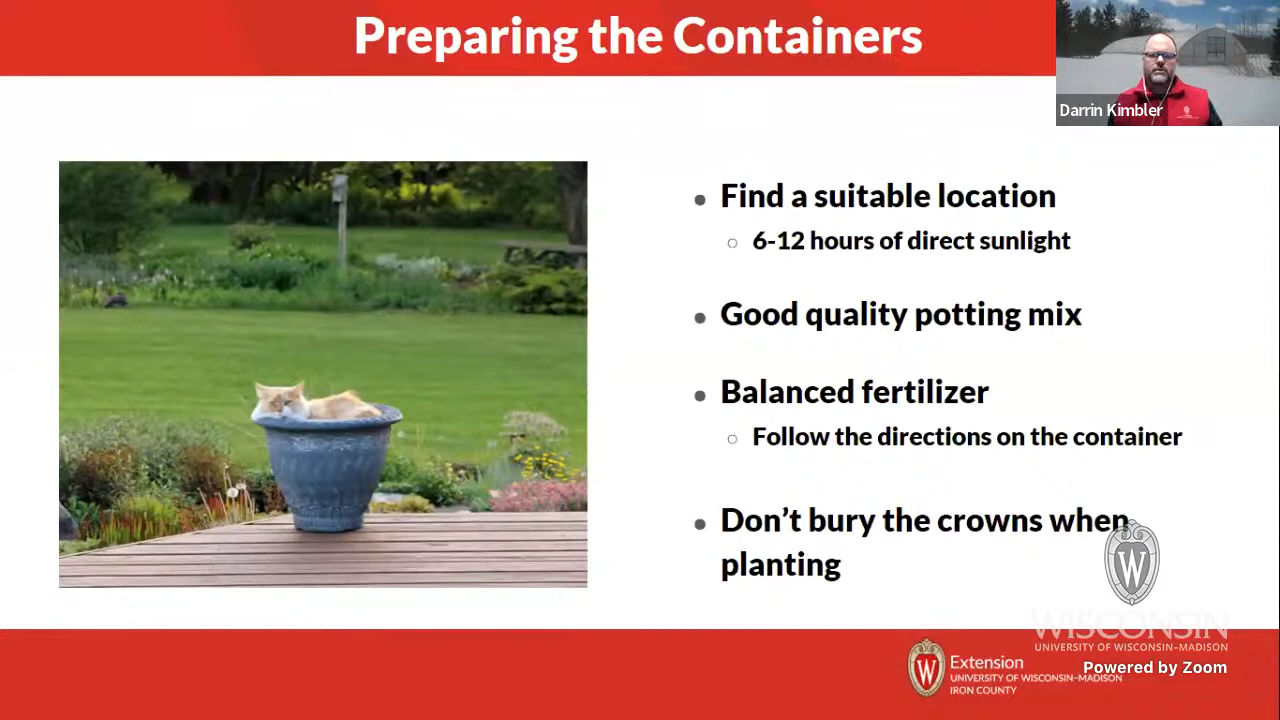 Preparing the Containers
Darrin Kimbler
Find a suitable location
6-12 hours of direct sunlight
Good quality potting mix
Balanced fertilizer
Follow the directions on the container
Don’t bury the crowns when
planting
W
WISCONSIN
UNIVERSITY OF WISCONSIN–MADISON
Powered by Zoom
W
Extension
UNIVERSITY OF WISCONSIN–MADISON
IRON COUNTY